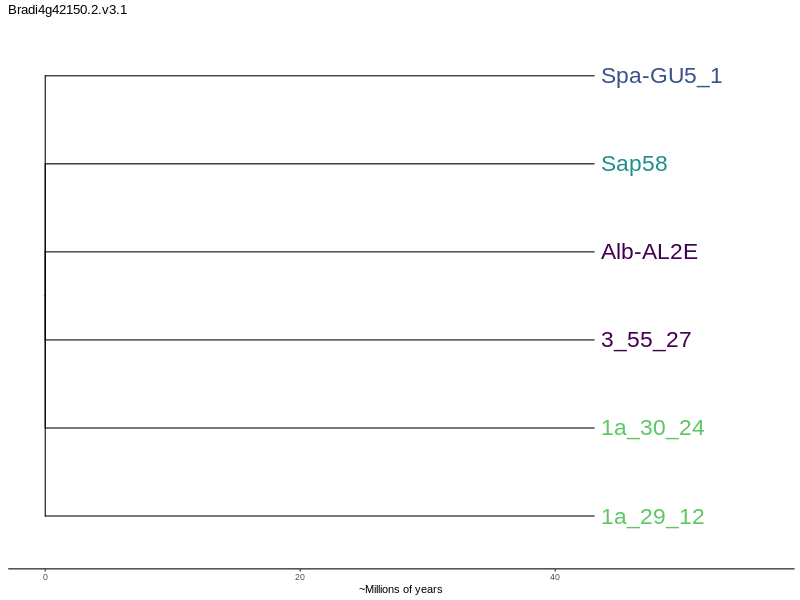 Bradi4g42150.2.v3.1
Spa-GU5_1
Sap58
Alb-AL2E
3_55_27
1a_30_24
1a_29_12
0 20 40
~Millions of years